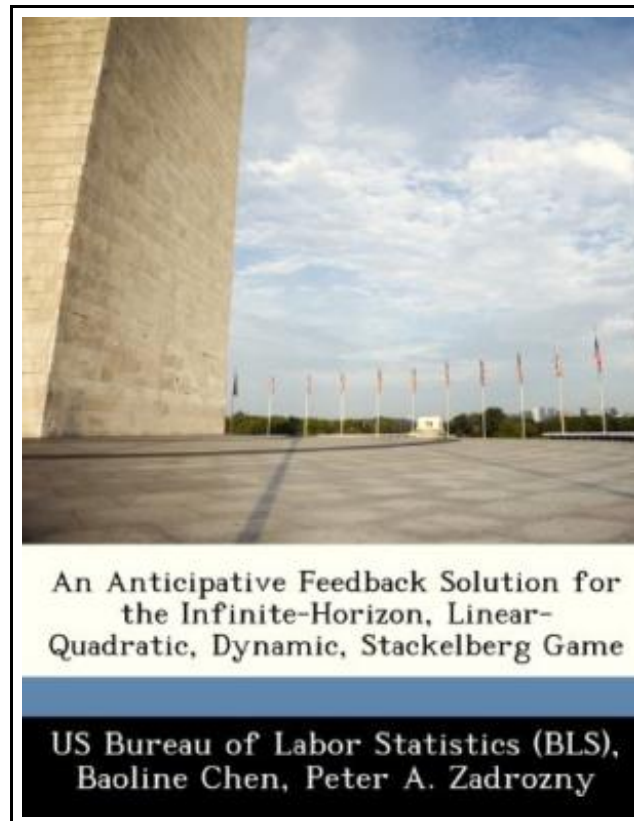 An Anticipative Feedback Solution for
the Infinite-Horizon, Linear-
Quadratic, Dynamic, Stackelberg Game
US Bureau of Labor Statistics (BLS),
Baoline Chen, Peter A. Zadrozny